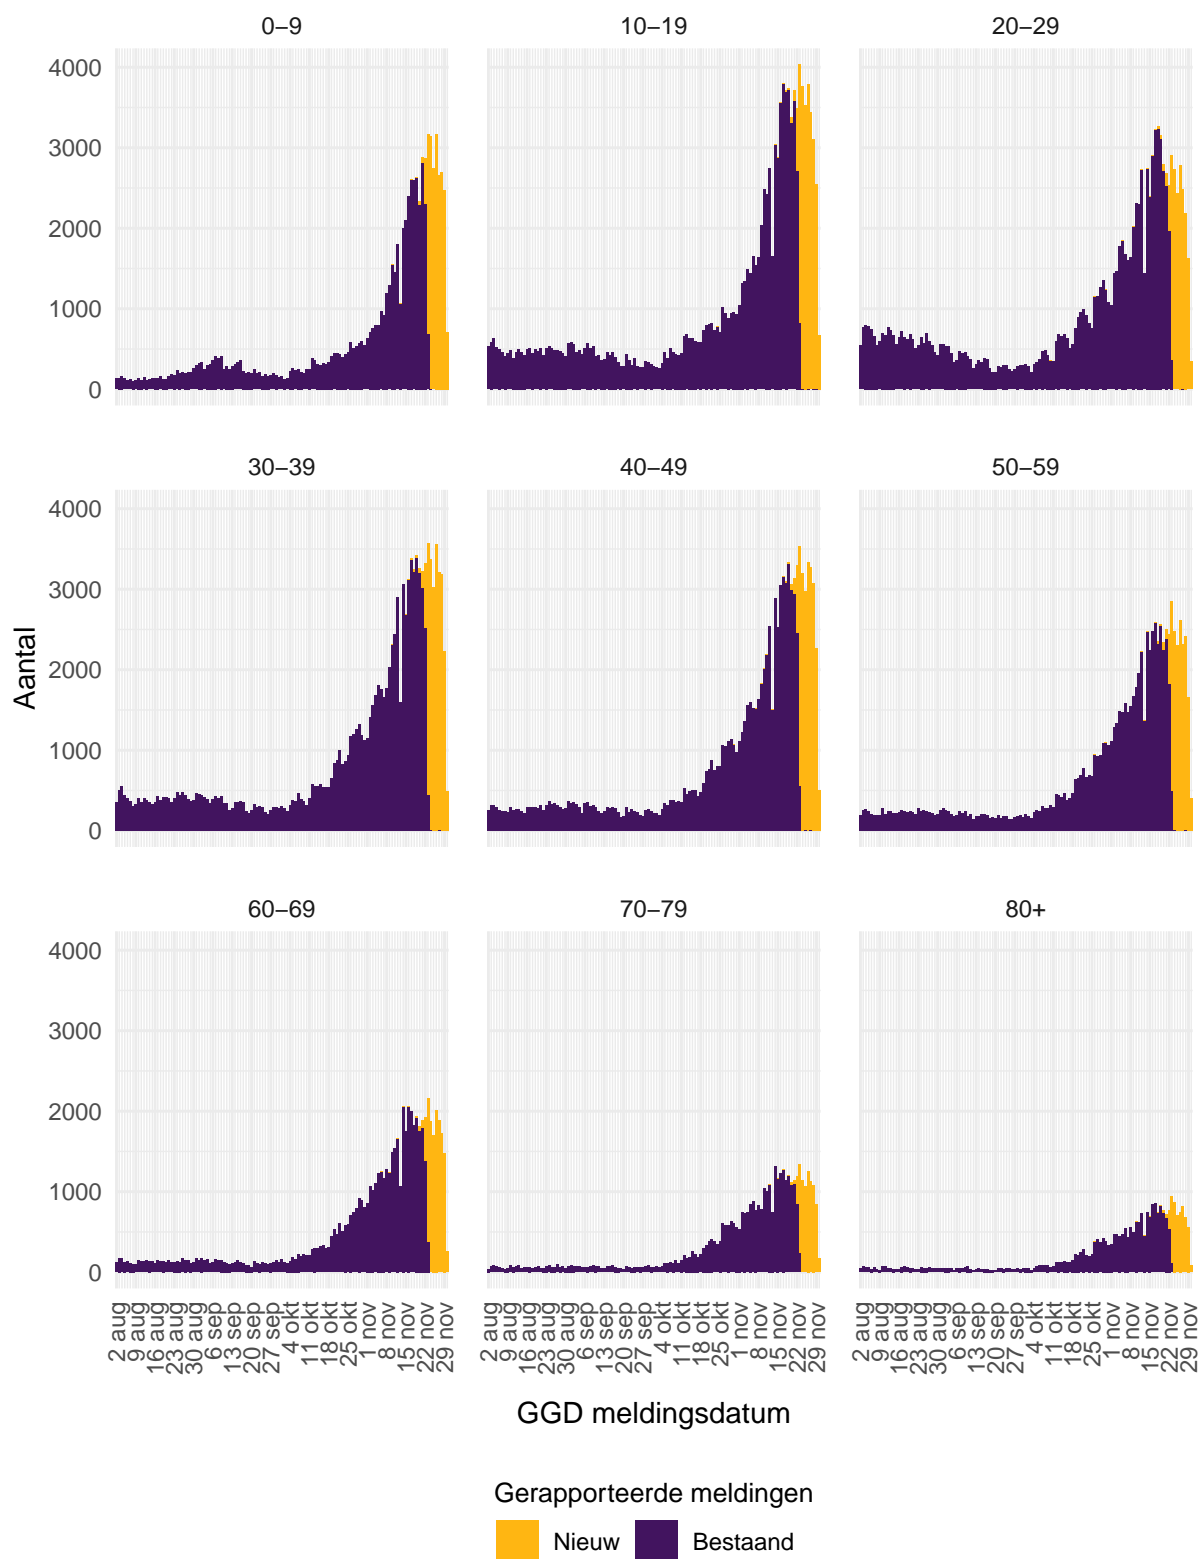 0–9 10–19 20–29
4000
3000
2000
1000
0
30–39 40–49 50–59
4000
3000
2000
1000
0
Aantal
60–69 70–79 80+
4000
3000
2000
1000
0
2 aug 9 aug 16 aug 23 aug 30 aug 6 sep 13 sep 20 sep 27 sep 4 okt 11 okt 18 okt 25 okt 1 nov 8 nov 15 nov 22 nov 29 nov
2 aug 9 aug 16 aug 23 aug 30 aug 6 sep 13 sep 20 sep 27 sep 4 okt 11 okt 18 okt 25 okt 1 nov 8 nov 15 nov 22 nov 29 nov
2 aug 9 aug 16 aug 23 aug 30 aug 6 sep 13 sep 20 sep 27 sep 4 okt 11 okt 18 okt 25 okt 1 nov 8 nov 15 nov 22 nov 29 nov
GGD meldingsdatum
Gerapporteerde meldingen
Nieuw Bestaand